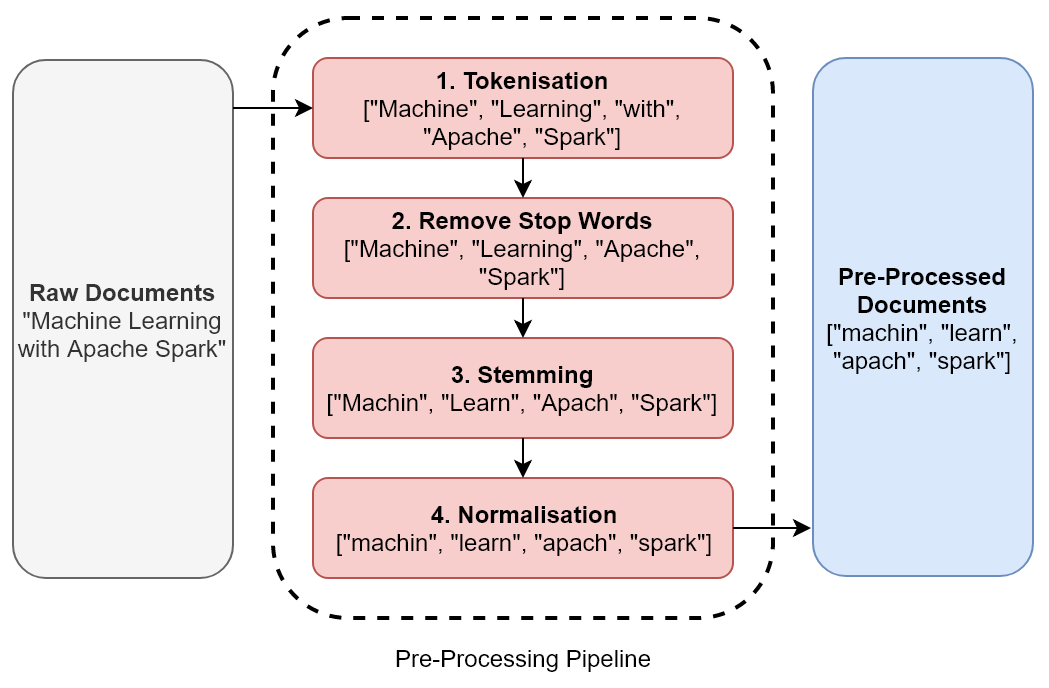 Raw Documents
"Machine Learning
with Apache Spark"
1. Tokenisation
["Machine", "Learning", "with",
"Apache", "Spark"]
2. Remove Stop Words
["Machine", "Learning", "Apache",
"Spark"]
3. Stemming
["Machin", "Learn", "Apach", "Spark"]
4. Normalisation
["machin", "learn", "apach", "spark"]
Pre-Processed
Documents
["machin", "learn",
"apach", "spark"]
Pre-Processing Pipeline